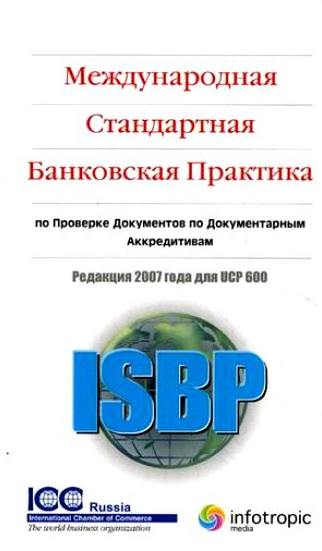 Международная
Стандартная
Банковская Практика
по Проверке Документов по Документарным
Аккредитивам
Редакция 2007 года для UCP 600
ISBP
ICC Russia
International Chamber of Commerce
The world business organization
infotropic
media